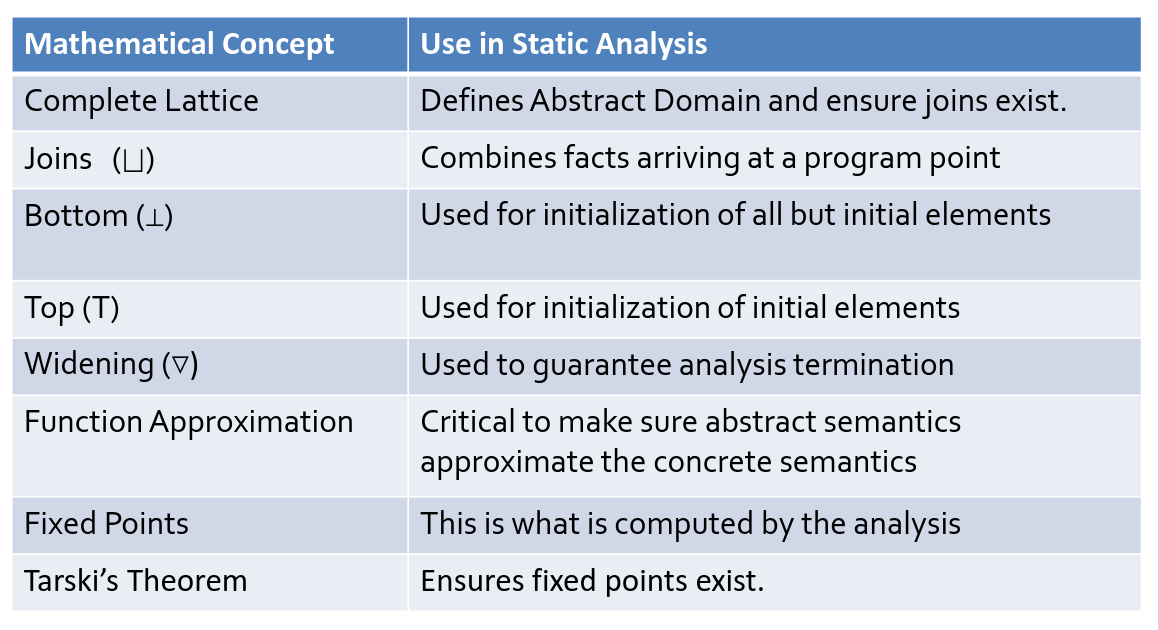 Mathematical Concept
Use in Static Analysis
Complete Lattice
Defines Abstract Domain and ensure joins exist.
Joins (⊔)
Combines facts arriving at a program point
Bottom (⊥)
Used for initialization of all but initial elements
Top (T)
Used for initialization of initial elements
Widening (▽)
Used to guarantee analysis termination
Function Approximation
Critical to make sure abstract semantics
approximate the concrete semantics
Fixed Points
This is what is computed by the analysis
Tarski’s Theorem
Ensures fixed points exist.